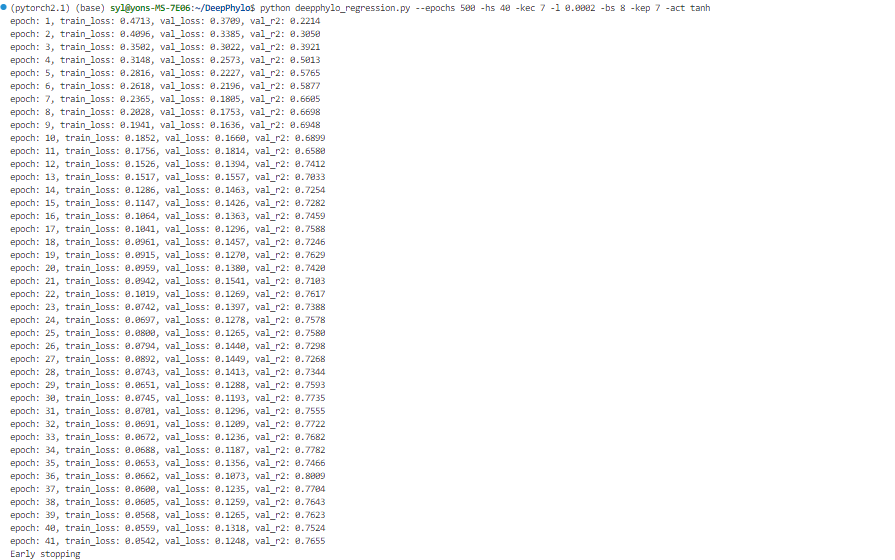 (pytorch2.1) (base) syl@yons-MS-7E06:~/DeepPhylo$ python deepphylo_regression.py --epochs 500 -hs 40 -kec 7 -l 0.0002 -bs 8 -kep 7 -act tanh
epoch: 1, train_loss: 0.4713, val_loss: 0.3709, val_r2: 0.2214
epoch: 2, train_loss: 0.4096, val_loss: 0.3385, val_r2: 0.3050
epoch: 3, train_loss: 0.3502, val_loss: 0.3022, val_r2: 0.3921
epoch: 4, train_loss: 0.3148, val_loss: 0.2573, val_r2: 0.5013
epoch: 5, train_loss: 0.2816, val_loss: 0.2227, val_r2: 0.5765
epoch: 6, train_loss: 0.2618, val_loss: 0.2196, val_r2: 0.5877
epoch: 7, train_loss: 0.2365, val_loss: 0.1805, val_r2: 0.6605
epoch: 8, train_loss: 0.2028, val_loss: 0.1753, val_r2: 0.6698
epoch: 9, train_loss: 0.1941, val_loss: 0.1636, val_r2: 0.6948
epoch: 10, train_loss: 0.1852, val_loss: 0.1660, val_r2: 0.6899
epoch: 11, train_loss: 0.1756, val_loss: 0.1814, val_r2: 0.6580
epoch: 12, train_loss: 0.1526, val_loss: 0.1394, val_r2: 0.7412
epoch: 13, train_loss: 0.1517, val_loss: 0.1557, val_r2: 0.7033
epoch: 14, train_loss: 0.1286, val_loss: 0.1463, val_r2: 0.7254
epoch: 15, train_loss: 0.1147, val_loss: 0.1426, val_r2: 0.7282
epoch: 16, train_loss: 0.1064, val_loss: 0.1363, val_r2: 0.7459
epoch: 17, train_loss: 0.1041, val_loss: 0.1296, val_r2: 0.7588
epoch: 18, train_loss: 0.0961, val_loss: 0.1457, val_r2: 0.7246
epoch: 19, train_loss: 0.0915, val_loss: 0.1270, val_r2: 0.7629
epoch: 20, train_loss: 0.0959, val_loss: 0.1380, val_r2: 0.7420
epoch: 21, train_loss: 0.0942, val_loss: 0.1541, val_r2: 0.7103
epoch: 22, train_loss: 0.1019, val_loss: 0.1269, val_r2: 0.7617
epoch: 23, train_loss: 0.0742, val_loss: 0.1397, val_r2: 0.7388
epoch: 24, train_loss: 0.0697, val_loss: 0.1278, val_r2: 0.7578
epoch: 25, train_loss: 0.0800, val_loss: 0.1265, val_r2: 0.7580
epoch: 26, train_loss: 0.0794, val_loss: 0.1440, val_r2: 0.7298
epoch: 27, train_loss: 0.0892, val_loss: 0.1449, val_r2: 0.7268
epoch: 28, train_loss: 0.0743, val_loss: 0.1413, val_r2: 0.7344
epoch: 29, train_loss: 0.0651, val_loss: 0.1288, val_r2: 0.7593
epoch: 30, train_loss: 0.0745, val_loss: 0.1193, val_r2: 0.7735
epoch: 31, train_loss: 0.0701, val_loss: 0.1296, val_r2: 0.7555
epoch: 32, train_loss: 0.0691, val_loss: 0.1209, val_r2: 0.7722
epoch: 33, train_loss: 0.0672, val_loss: 0.1236, val_r2: 0.7682
epoch: 34, train_loss: 0.0688, val_loss: 0.1187, val_r2: 0.7782
epoch: 35, train_loss: 0.0653, val_loss: 0.1356, val_r2: 0.7466
epoch: 36, train_loss: 0.0662, val_loss: 0.1073, val_r2: 0.8009
epoch: 37, train_loss: 0.0600, val_loss: 0.1235, val_r2: 0.7704
epoch: 38, train_loss: 0.0605, val_loss: 0.1259, val_r2: 0.7643
epoch: 39, train_loss: 0.0568, val_loss: 0.1265, val_r2: 0.7623
epoch: 40, train_loss: 0.0559, val_loss: 0.1318, val_r2: 0.7524
epoch: 41, train_loss: 0.0542, val_loss: 0.1248, val_r2: 0.7655
Early stopping